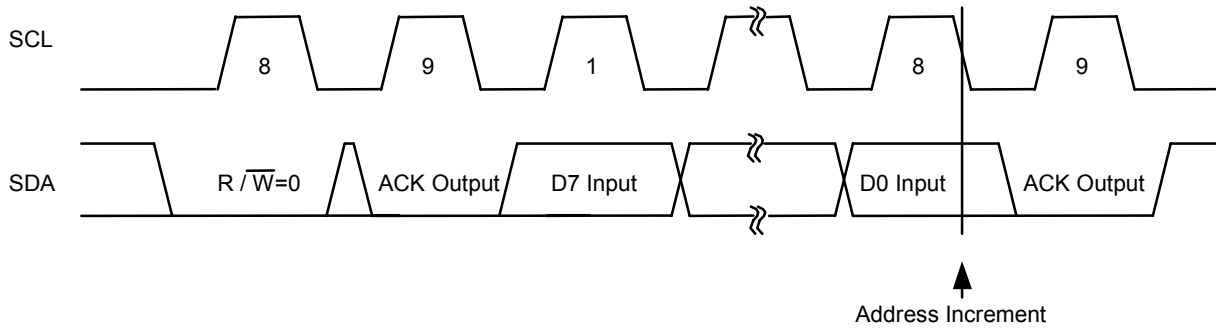 SCL
8
9
1
8
9
SDA
R / W̅=0
ACK Output
D7 Input
D0 Input
ACK Output
Address Increment